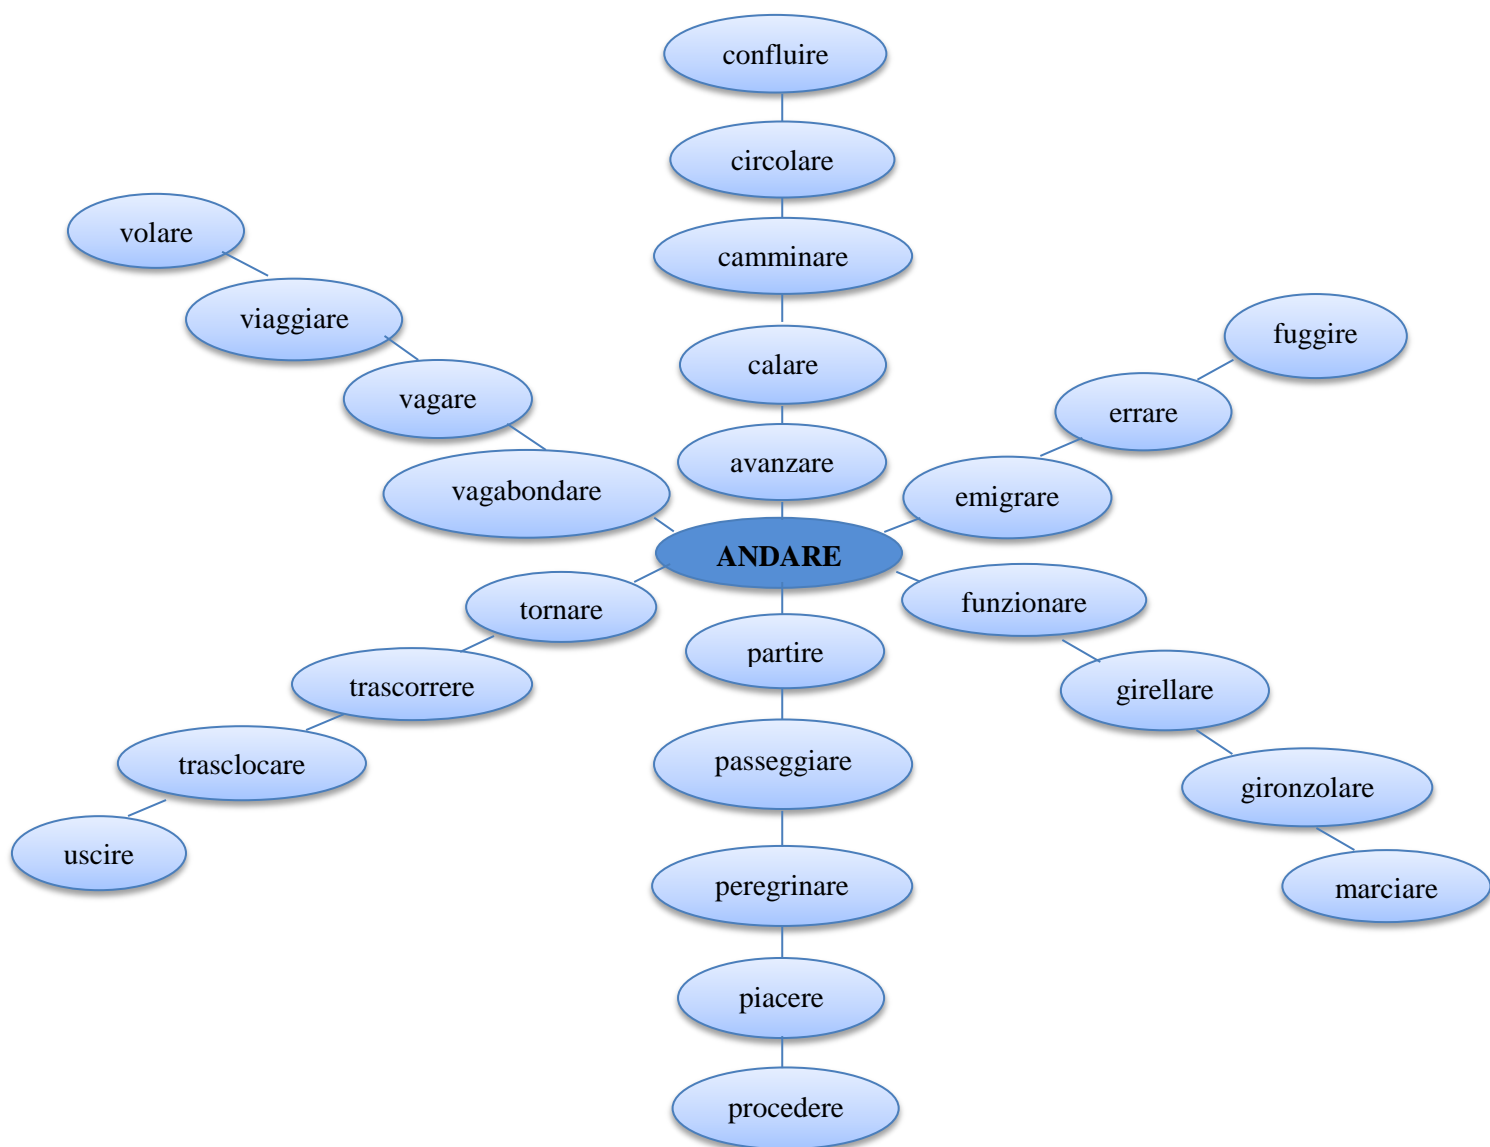 confluire
circolare
volare
camminare
viaggiare
fuggire
calare
vagare
errare
avanzare
vagabondare
emigrare
ANDARE
funzionare
tornare
partire
trascorrere
girellare
passeggiare
trasclocare
gironzolare
uscire
peregrinare
marciare
piacere
procedere